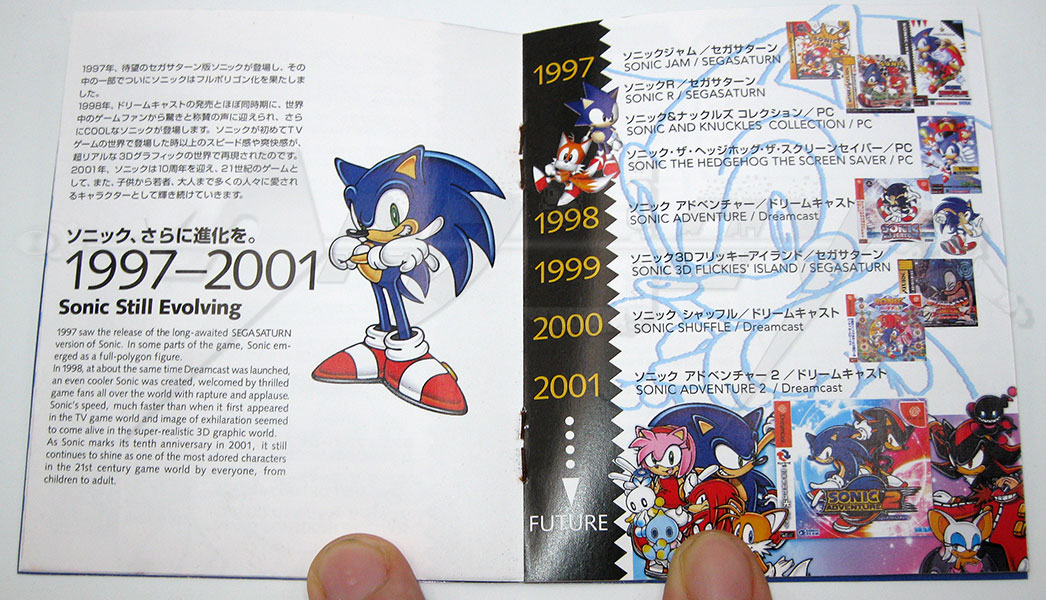 1997年、待望のセガサターン版ソニックが登場し、その
中の一部でついにソニックはフルポリゴン化を果たしま
した。
1998年、ドリームキャストの発売とほぼ同時期に、世界
中のゲームファンから驚きと称賛の声に迎えられ、さら
にCOOLなソニックが登場します。ソニックが初めてTV
ゲームの世界で登場した時以上のスピード感や爽快感が、
超リアルな3Dグラフィックの世界で再現されたのです。
2001年、ソニックは10周年を迎え、21世紀のゲームと
して、また、子供から若者、大人まで多くの人々に愛され
るキャラクターとして輝き続けていきます。
ソニック、さらに進化を。
1997–2001
Sonic Still Evolving
1997 saw the release of the long-awaited SEGASATURN
version of Sonic. In some parts of the game, Sonic em-
erged as a full-polygon figure.
In 1998, at about the same time Dreamcast was launched,
an even cooler Sonic was created, welcomed by thrilled
game fans all over the world with rapture and applause.
Sonic's speed, much faster than when it first appeared
in the TV game world and image of exhilaration seemed
to come alive in the super-realistic 3D graphic world.
As Sonic marks its tenth anniversary in 2001, it still
continues to shine as one of the most adored characters
in the 21st century game world by everyone, from
children to adult.
1997
ソニックジャム／セガサターン
SONIC JAM / SEGASATURN
ソニックR／セガサターン
SONIC R / SEGASATURN
ソニック&ナックルズ コレクション／PC
SONIC AND KNUCKLES COLLECTION / PC
ソニック・ザ・ヘッジホッグ・ザ・スクリーンセイバー／PC
SONIC THE HEDGEHOG THE SCREEN SAVER / PC
1998
ソニック アドベンチャー／ドリームキャスト
SONIC ADVENTURE / Dreamcast
1999
ソニック3Dフリッキーアイランド／セガサターン
SONIC 3D FLICKIES' ISLAND / SEGASATURN
2000
ソニック シャッフル／ドリームキャスト
SONIC SHUFFLE / Dreamcast
2001
ソニック アドベンチャー2／ドリームキャスト
SONIC ADVENTURE 2 / Dreamcast
FUTURE
SONIC
ADVENTURE 2